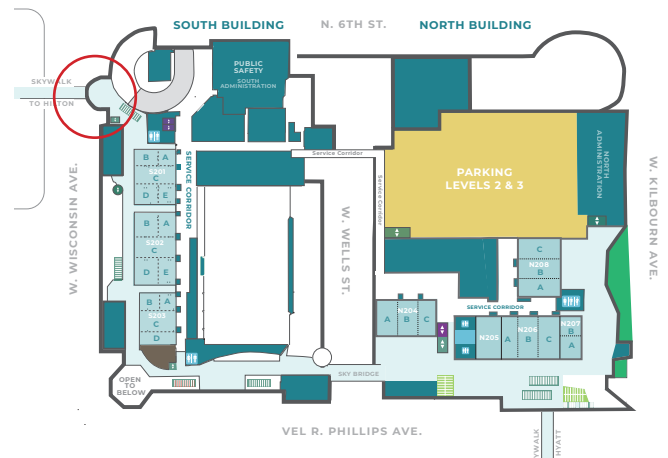 SOUTH BUILDING
N. 6TH ST.
NORTH BUILDING
PUBLIC
SAFETY
SOUTH
ADMINISTRATION
SKYWALK
TO HILTON
Service Corridor
PARKING
LEVELS 2 & 3
NORTH
ADMINISTRATION
W. KILBOURN AVE.
W. WISCONSIN AVE.
SERVICE CORRIDOR
Service Corridor
W. WELLS ST.
B A
S201
C
D E
B A
S202
C
D E
B A
S203
C
D
C
N209
B
A
SERVICE CORRIDOR
N204
A B C
N205
N206
A B C
N207
B
A
OPEN
TO
BELOW
SKY BRIDGE
VEL R. PHILLIPS AVE.
YWALK
HYATT